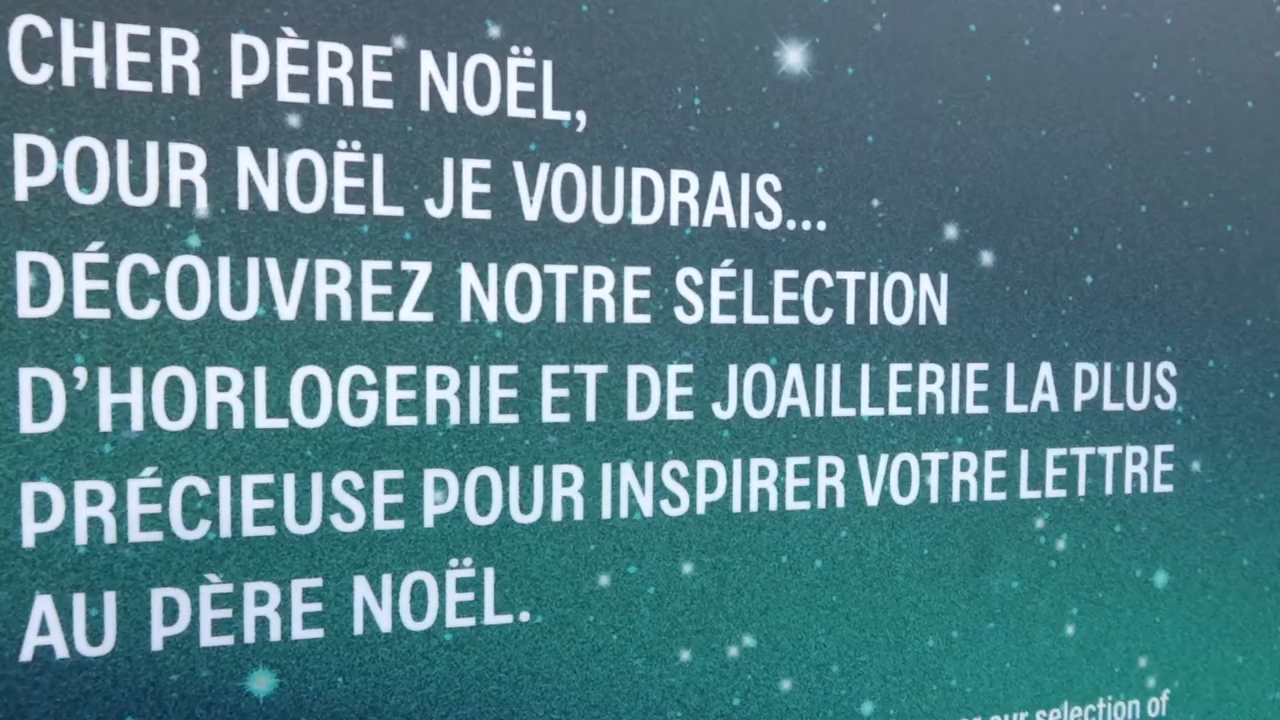 CHER PÈRE NOËL,
POUR NOËL JE VOUDRAIS...
DÉCOUVREZ NOTRE SÉLECTION
D'HORLOGERIE ET DE JOAILLERIE LA PLUS
PRÉCIEUSE POUR INSPIRER VOTRE LETTRE
AU PÈRE NOËL.
our selection of